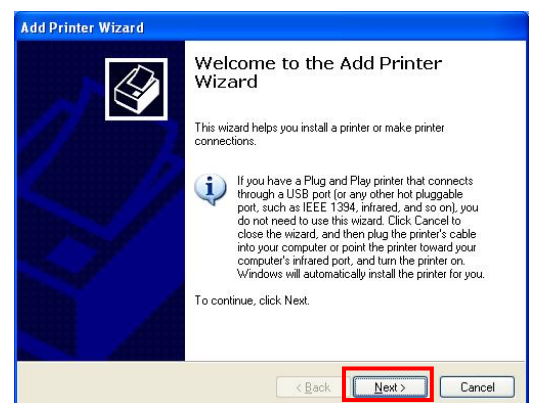 Add Printer Wizard
Welcome to the Add Printer
Wizard
This wizard helps you install a printer or make printer
connections.
If you have a Plug and Play printer that connects
through a USB port (or any other hot pluggable
port, such as IEEE 1394, infrared, and so on), you
do not need to use this wizard. Click Cancel to
close the wizard, and then plug the printer's cable
into your computer or point the printer toward your
computer's infrared port, and turn the printer on.
Windows will automatically install the printer for you.
To continue, click Next.
< Back
Next >
Cancel